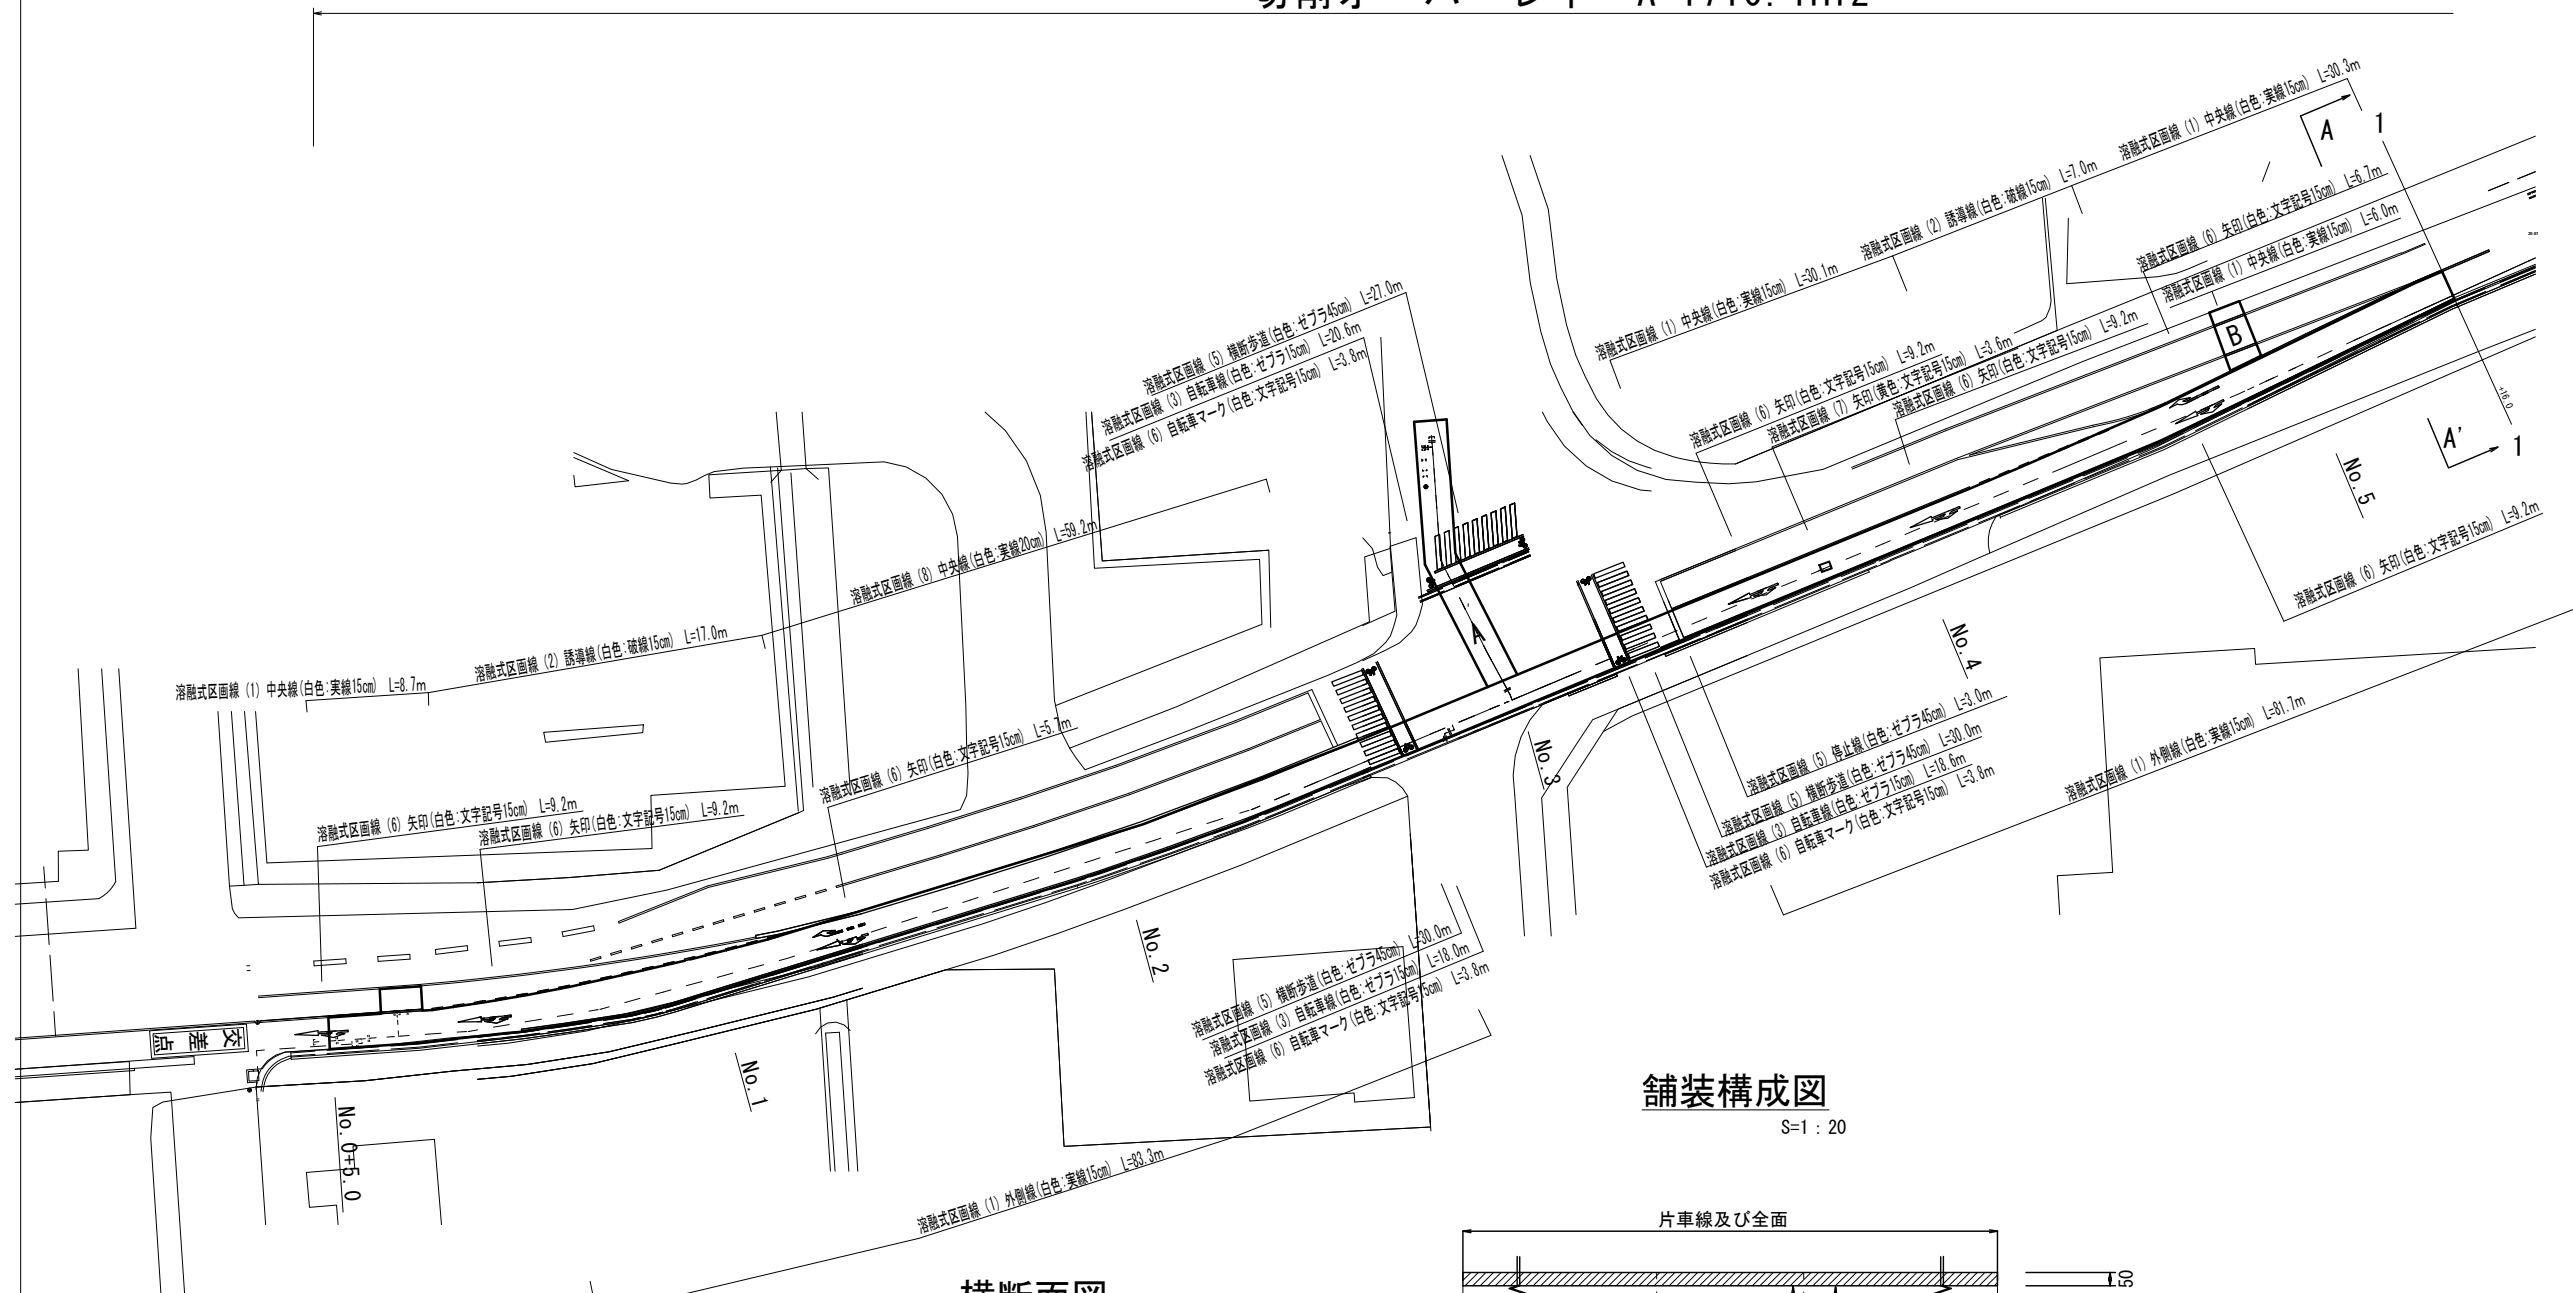 溶融式区画線 (1) 中央線(白色:実線15cm) L=30.3m
溶融式区画線 (2) 誘導線(白色:破線15cm) L=7.0m
溶融式区画線 (1) 中央線(白色:実線15cm) L=30.1m
A 1
溶融式区画線 (6) 矢印(白色:文字記号15cm) L=6.7m
溶融式区画線 (1) 中央線(白色:実線15cm) L=6.0m
溶融式区画線 (5) 横断歩道(白色:ゼブラ45cm) L=27.0m
溶融式区画線 (3) 自転車線(白色:ゼブラ15cm) L=20.6m
溶融式区画線 (6) 自転車マーク(白色:文字記号15cm) L=3.8m
溶融式区画線 (6) 矢印(白色:文字記号15cm) L=9.2m
溶融式区画線 (7) 矢印(黄色:文字記号15cm) L=3.6m
溶融式区画線 (6) 矢印(白色:文字記号15cm) L=9.2m
B
+16.0
A' 1
No.5
溶融式区画線 (6) 矢印(白色:文字記号15cm) L=9.2m
溶融式区画線 (8) 中央線(白色:実線20cm) L=59.2m
溶融式区画線 (2) 誘導線(白色:破線15cm) L=17.0m
溶融式区画線 (1) 中央線(白色:実線15cm) L=8.7m
A
No.4
溶融式区画線 (6) 矢印(白色:文字記号15cm) L=5.7m
溶融式区画線 (6) 矢印(白色:文字記号15cm) L=9.2m
溶融式区画線 (6) 矢印(白色:文字記号15cm) L=9.2m
No.3
溶融式区画線 (5) 停止線(白色:ゼブラ45cm) L=3.0m
溶融式区画線 (5) 横断歩道(白色:ゼブラ45cm) L=30.0m
溶融式区画線 (3) 自転車線(白色:ゼブラ15cm) L=18.6m
溶融式区画線 (6) 自転車マーク(白色:文字記号15cm) L=3.8m
溶融式区画線 (1) 外側線(白色:実線15cm) L=81.7m
No.2
溶融式区画線 (5) 横断歩道(白色:ゼブラ45cm) L=30.0m
溶融式区画線 (3) 自転車線(白色:ゼブラ15cm) L=18.0m
溶融式区画線 (6) 自転車マーク(白色:文字記号15cm) L=3.8m
交差点
No.1
No.0+5.0
溶融式区画線 (1) 外側線(白色:実線15cm) L=83.3m
舗装構成図
S=1:20
片車線及び全面
50
横断面図